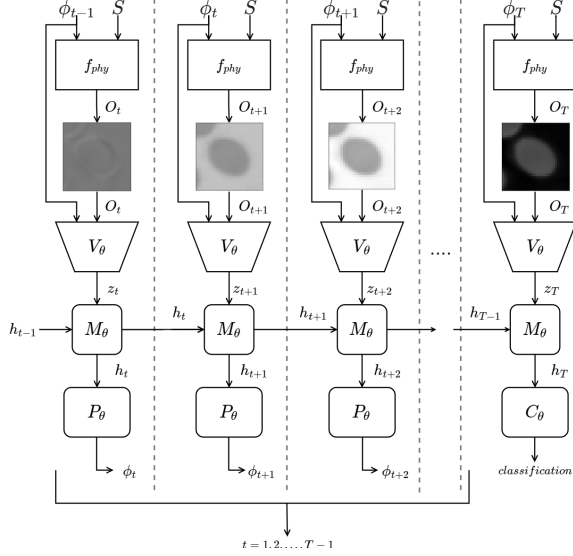 ϕ_{t−1} S ϕ_t S ϕ_{t+1} S ϕ_T S
f_{phy} f_{phy} f_{phy} f_{phy}
O_t O_{t+1} O_{t+2} O_T
O_t O_{t+1} O_{t+2} O_T
V_θ V_θ V_θ .... V_θ
z_t z_{t+1} z_{t+2} z_T
h_{t−1} M_θ h_t M_θ h_{t+1} M_θ h_{T−1} M_θ
h_t h_{t+1} h_{t+2} h_T
P_θ P_θ P_θ C_θ
ϕ_t ϕ_{t+1} ϕ_{t+2} classification
t = 1, 2, ...., T − 1